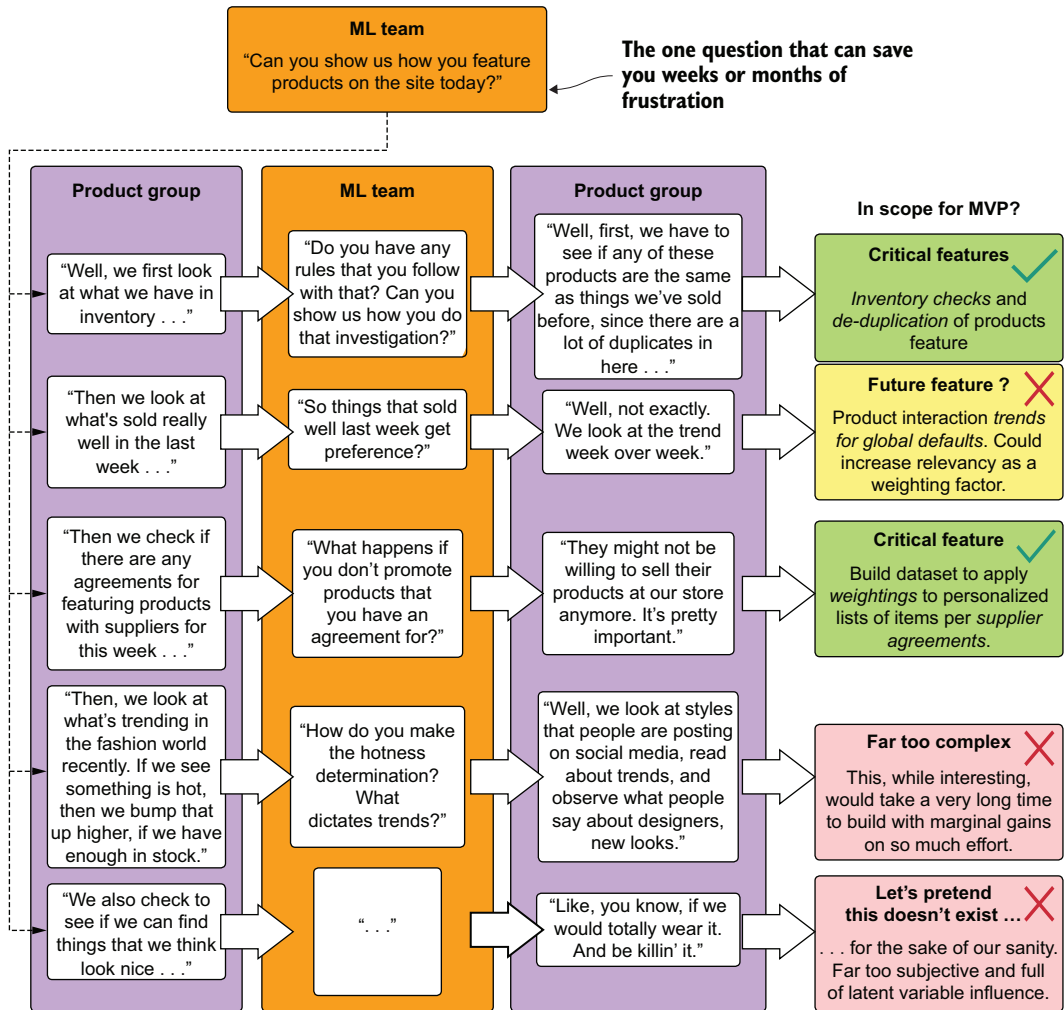 ML team
“Can you show us how you feature
products on the site today?”
The one question that can save
you weeks or months of
frustration
Product group
ML team
Product group
In scope for MVP?
“Well, we first look
at what we have in
inventory . . .”
“Do you have any
rules that you follow
with that? Can you
show us how you do
that investigation?”
“Well, first, we have to
see if any of these
products are the same
as things we’ve sold
before, since there are a
lot of duplicates in
here . . .”
Critical features
Inventory checks and
de-duplication of products
feature
“Then we look at
what's sold really
well in the last
week . . .”
“So things that sold
well last week get
preference?”
“Well, not exactly.
We look at the trend
week over week.”
Future feature ?
Product interaction trends
for global defaults. Could
increase relevancy as a
weighting factor.
“Then we check if
there are any
agreements for
featuring products
with suppliers for
this week . . .”
“What happens if
you don’t promote
products that
you have an
agreement for?”
“They might not be
willing to sell their
products at our store
anymore. It’s pretty
important.”
Critical feature
Build dataset to apply
weightings to personalized
lists of items per supplier
agreements.
“Then, we look at
what’s trending in
the fashion world
recently. If we see
something is hot,
then we bump that
up higher, if we have
enough in stock.”
“How do you make
the hotness
determination?
What
dictates trends?”
“Well, we look at styles
that people are posting
on social media, read
about trends, and
observe what people
say about designers,
new looks.”
Far too complex
This, while interesting,
would take a very long time
to build with marginal gains
on so much effort.
“We also check to
see if we can find
things that we think
look nice . . .”
“. . .”
“Like, you know, if we
would totally wear it.
And be killin’ it.”
Let’s pretend
this doesn’t exist ...
. . . for the sake of our sanity.
Far too subjective and full
of latent variable influence.